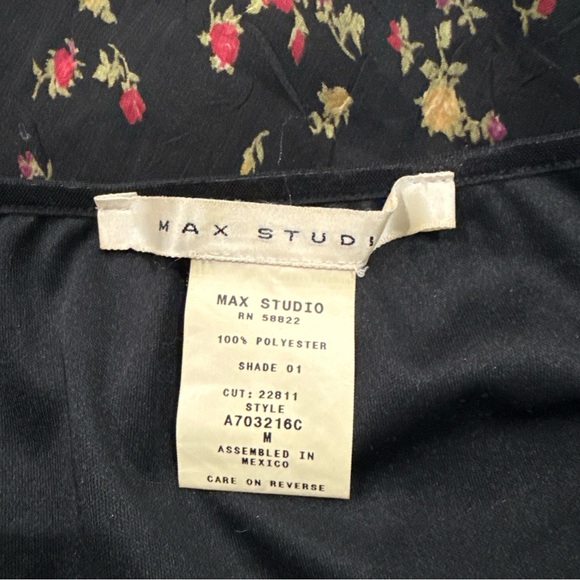 MAX STUD
MAX STUDIO
RN 58822
100% POLYESTER
SHADE 01
CUT: 22811
STYLE
A703216C
M
ASSEMBLED IN
MEXICO
CARE ON REVERSE